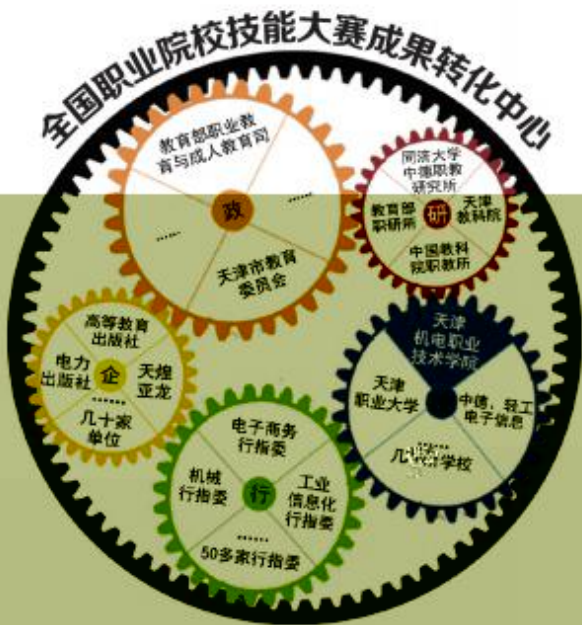 全国职业院校技能大赛成果转化中心
教育部职业教
育与成人教育司
……
政
……
天津市教育
委员会
同济大学
中德职教
研究所
教育部
职研所
研
天津
教科院
中国教科
院职教所
高等教育
出版社
电力
出版社
企
天煌
亚龙
……
几十家
单位
天津
机电职业
技术学院
天津
职业大学
中德、轻工
电子信息
……
学校
电子商务
行指委
机械
行指委
行
工业
信息化
行指委
……
50多家行指委